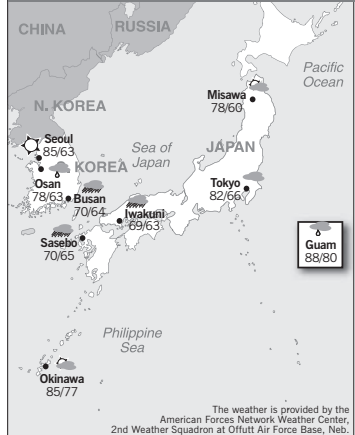 CHINA
RUSSIA
Pacific
Ocean
Misawa
78/60
N. KOREA
Seoul
85/63
Sea of
Japan
JAPAN
KOREA
Osan
78/63
Busan
70/64
Tokyo
82/66
Iwakuni
69/63
Sasebo
70/65
Guam
88/80
Philippine
Sea
Okinawa
85/77
The weather is provided by the
American Forces Network Weather Center,
2nd Weather Squadron at Offutt Air Force Base, Neb.